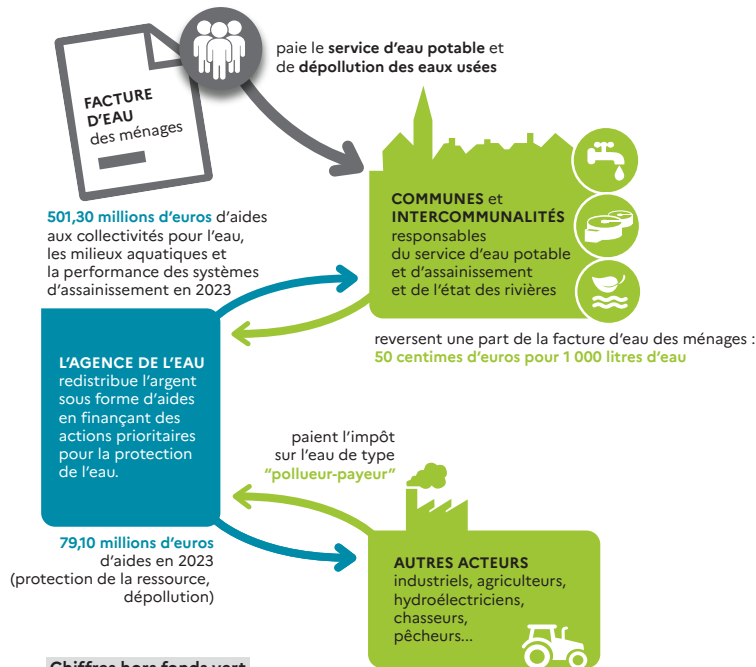 paie le service d'eau potable et
de dépollution des eaux usées
FACTURE
D'EAU
des ménages
COMMUNES et
INTERCOMMUNALITÉS
responsables
du service d'eau potable
et d'assainissement
et de l'état des rivières
501,30 millions d'euros d'aides
aux collectivités pour l'eau,
les milieux aquatiques et
la performance des systèmes
d'assainissement en 2023
reversent une part de la facture d'eau des ménages :
50 centimes d'euros pour 1 000 litres d'eau
L'AGENCE DE L'EAU
redistribue l'argent
sous forme d'aides
en finançant des
actions prioritaires
pour la protection
de l'eau.
paient l'impôt
sur l'eau de type
"pollueur-payeur"
79,10 millions d'euros
d'aides en 2023
(protection de la ressource,
dépollution)
AUTRES ACTEURS
industriels, agriculteurs,
hydroélectriciens,
chasseurs,
pêcheurs...
Chiffres hors fonds vert